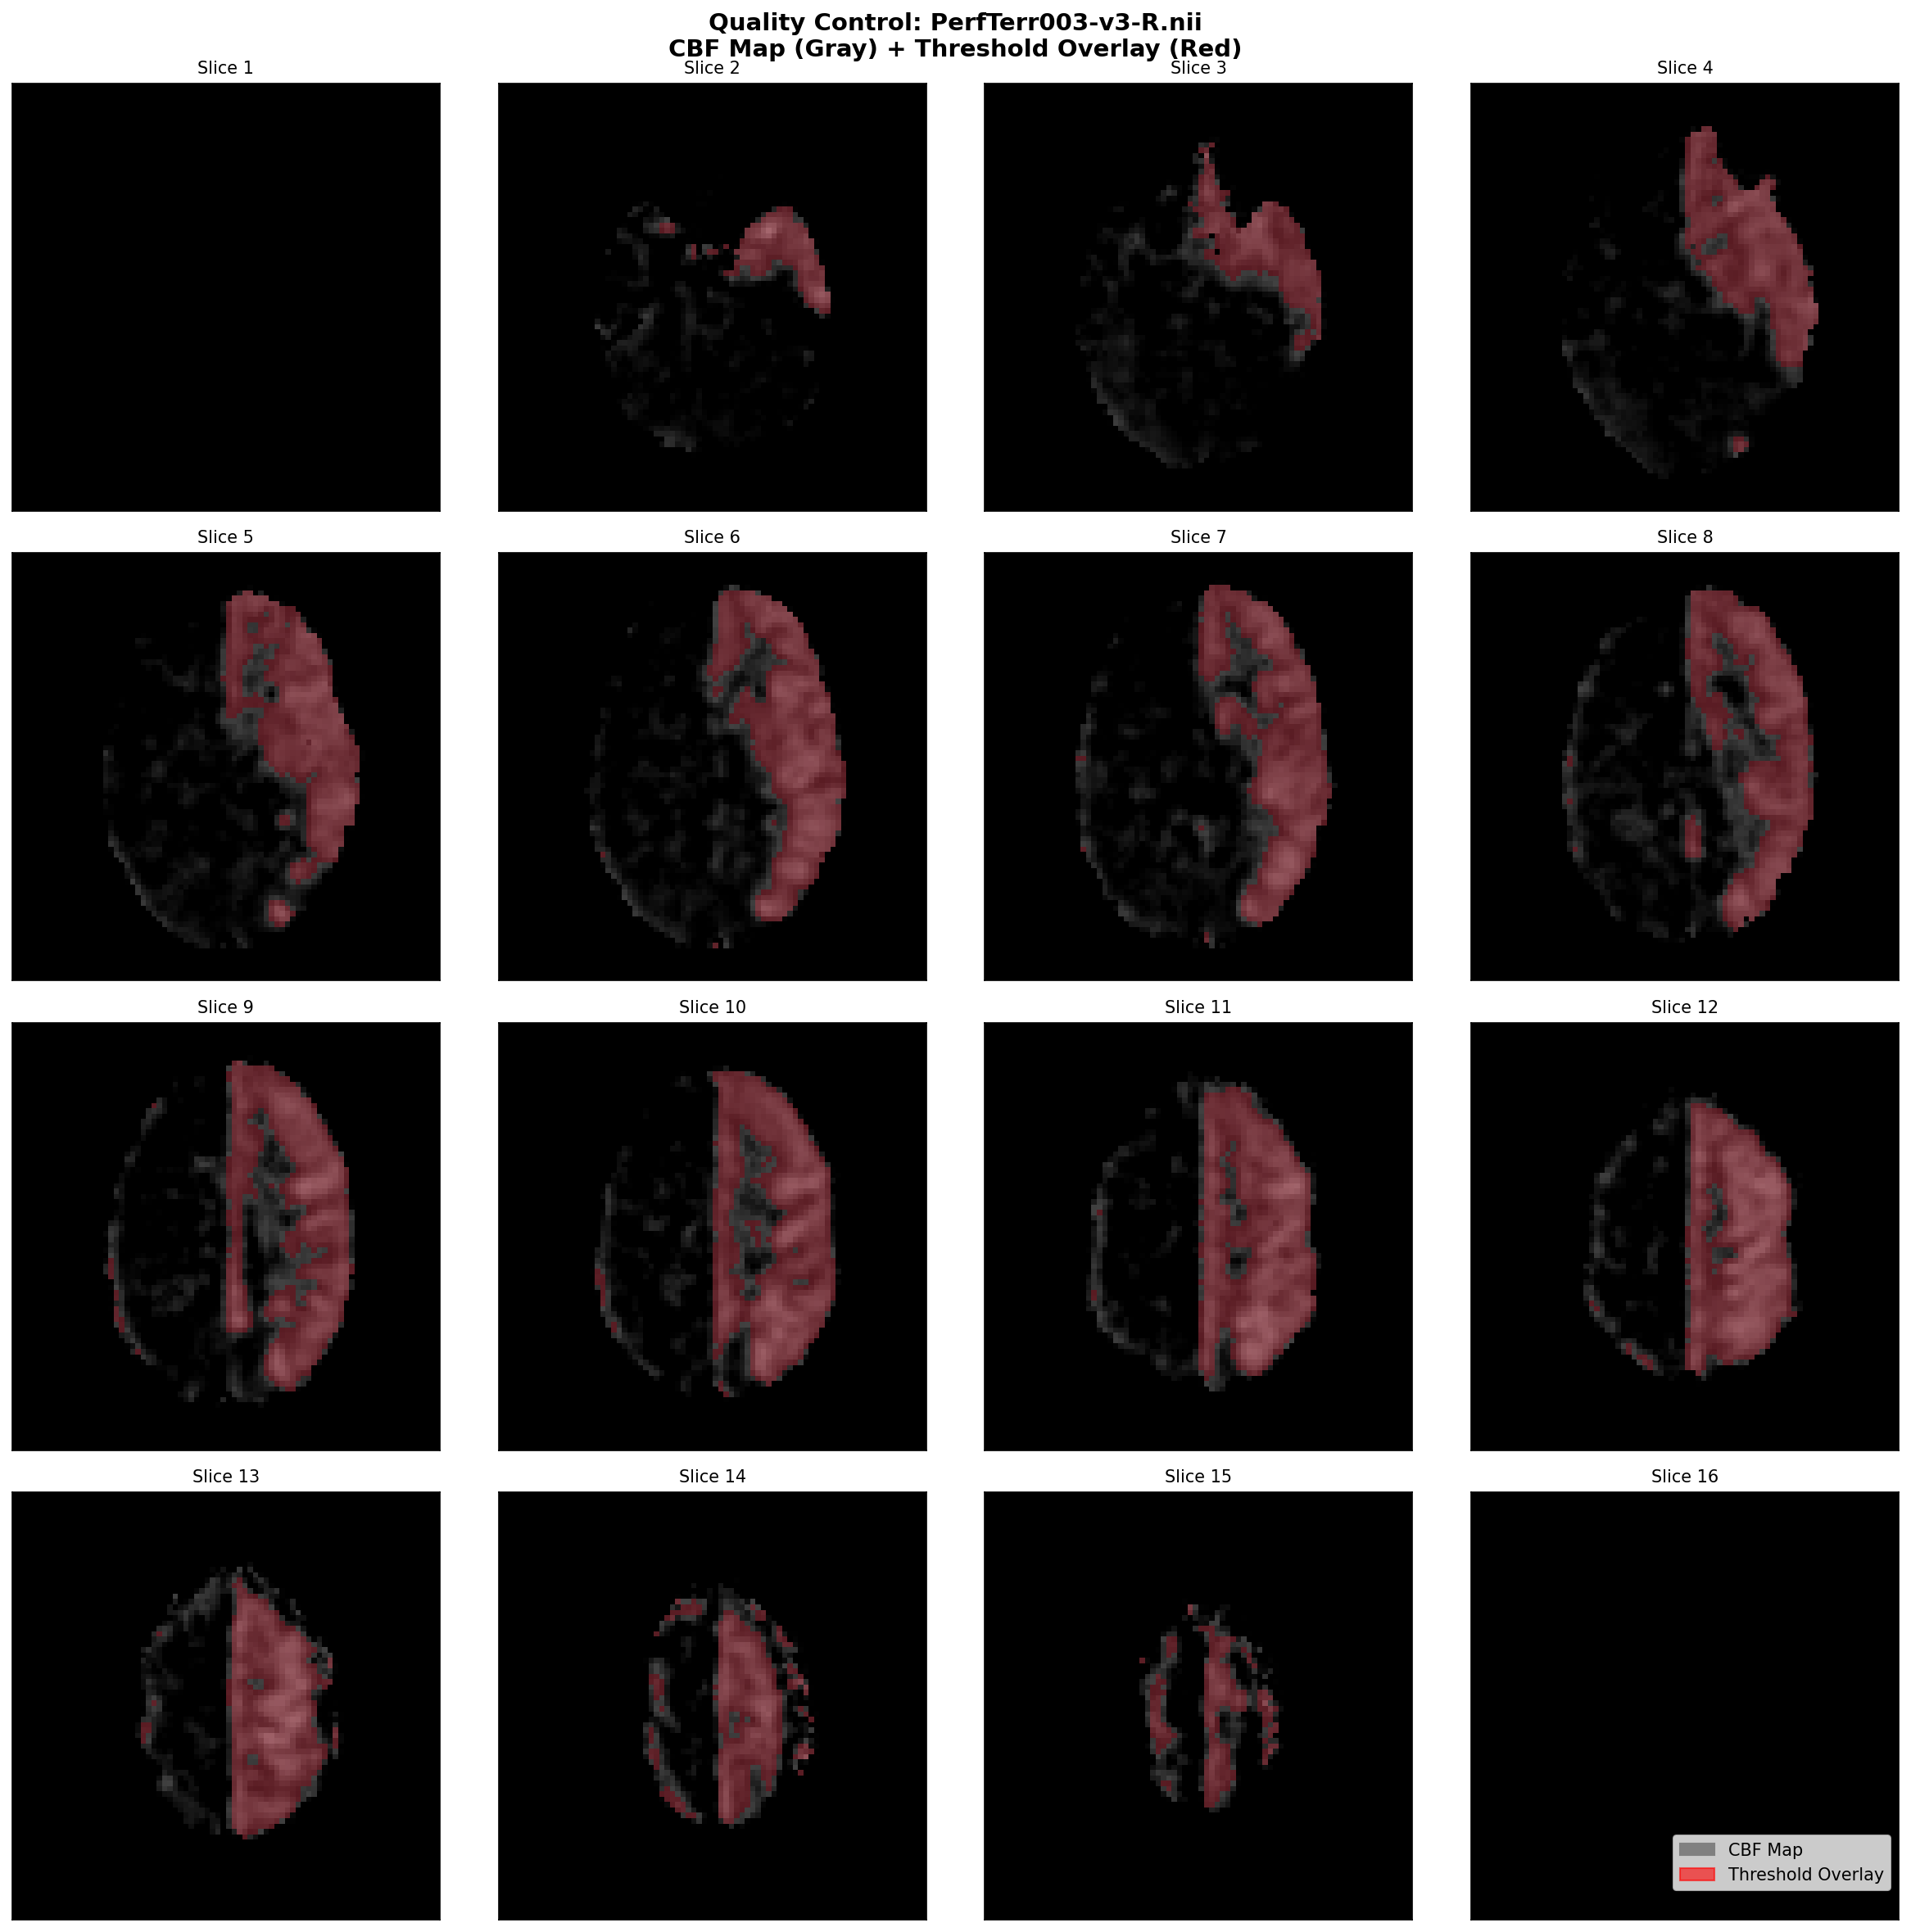 Quality Control: PerfTerr003-v3-R.nii
CBF Map (Gray) + Threshold Overlay (Red)
Slice 1
Slice 2
Slice 3
Slice 4
Slice 5
Slice 6
Slice 7
Slice 8
Slice 9
Slice 10
Slice 11
Slice 12
Slice 13
Slice 14
Slice 15
Slice 16
CBF Map
Threshold Overlay